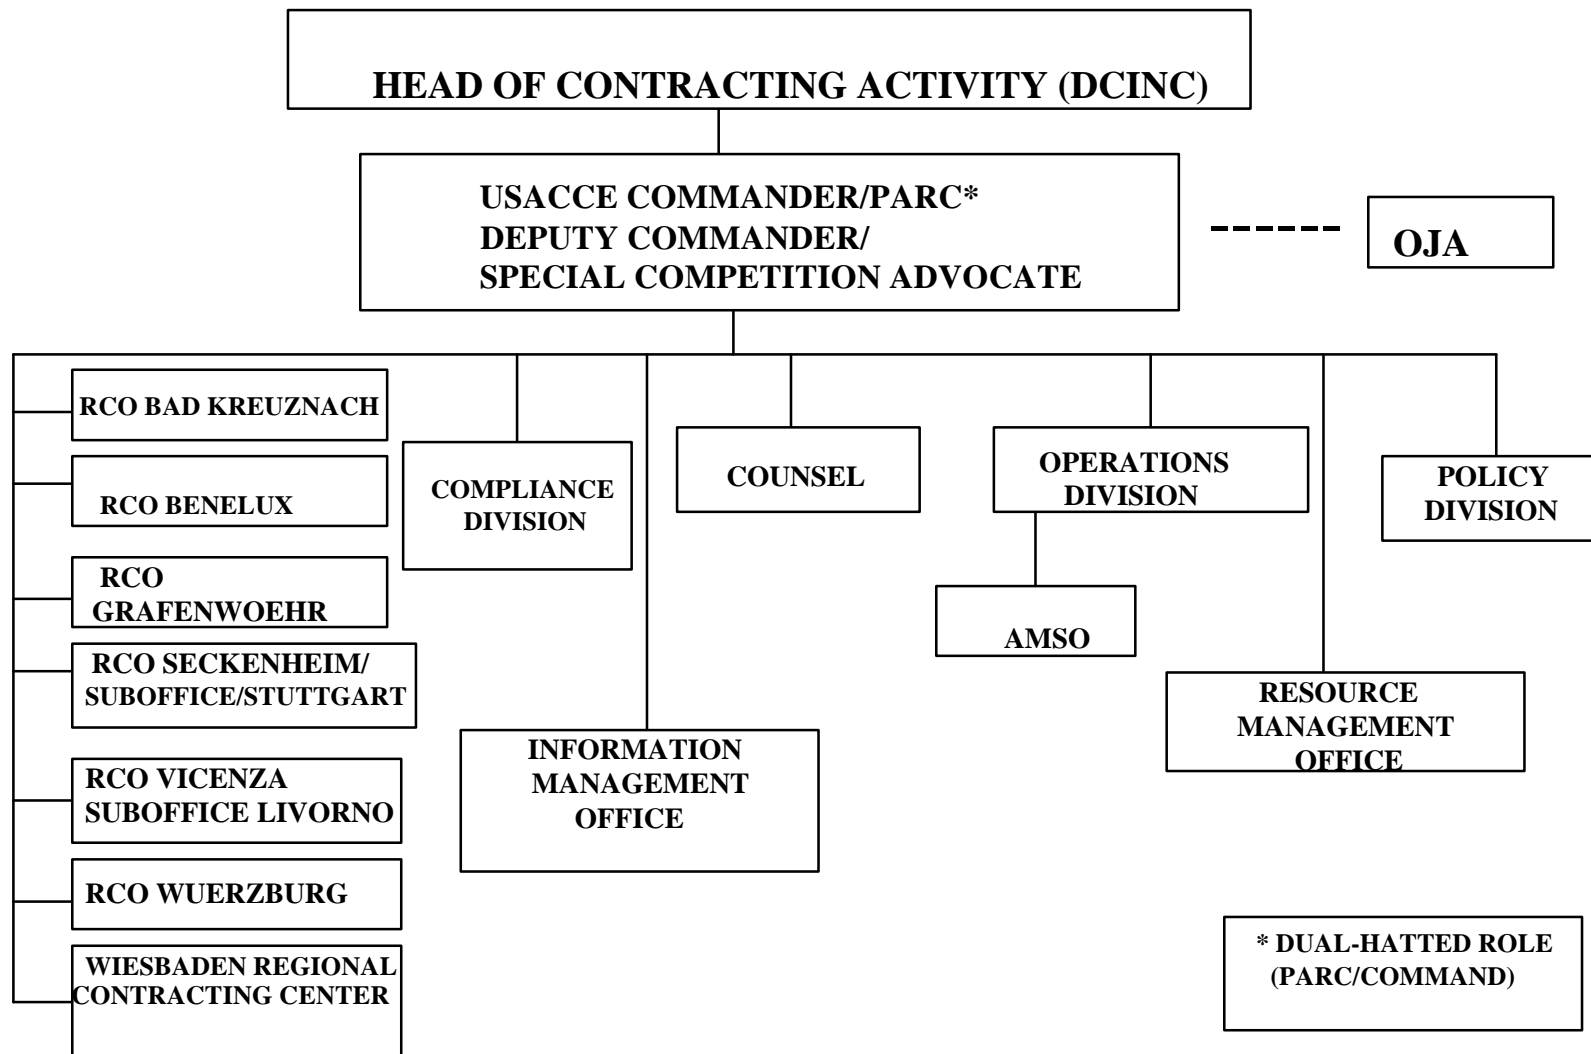 HEAD OF CONTRACTING ACTIVITY (DCINC)
USACCE COMMANDER/PARC*
DEPUTY COMMANDER/
SPECIAL COMPETITION ADVOCATE
OJA
RCO BAD KREUZNACH
RCO BENELUX
RCO
GRAFENWOEHR
RCO SECKENHEIM/
SUBOFFICE/STUTTGART
RCO VICENZA
SUBOFFICE LIVORNO
RCO WUERZBURG
WIESBADEN REGIONAL
CONTRACTING CENTER
COMPLIANCE
DIVISION
INFORMATION
MANAGEMENT
OFFICE
COUNSEL
OPERATIONS
DIVISION
AMSO
RESOURCE
MANAGEMENT
OFFICE
POLICY
DIVISION
* DUAL-HATTED ROLE
(PARC/COMMAND)